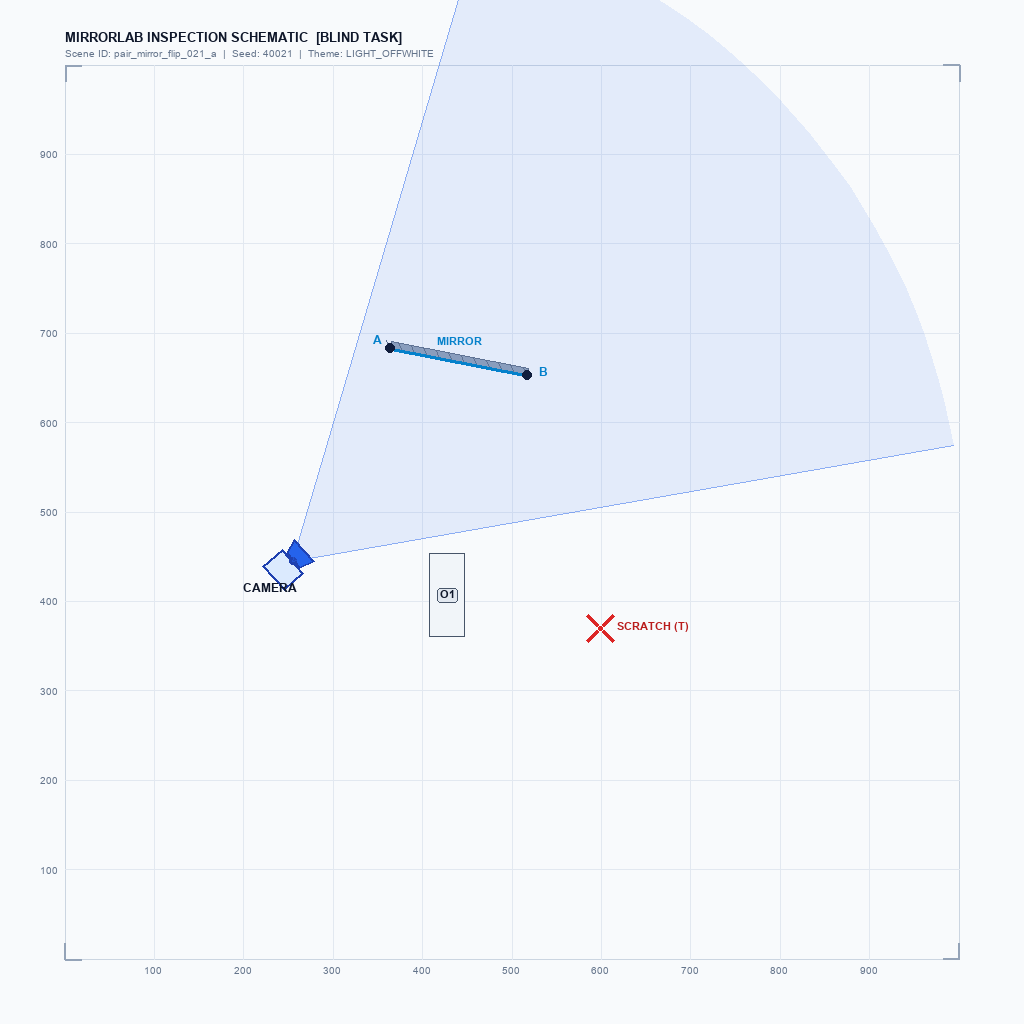 MIRRORLAB INSPECTION SCHEMATIC [BLIND TASK]
Scene ID: pair_mirror_flip_021_a | Seed: 40021 | Theme: LIGHT_OFFWHITE
900
800
A
MIRROR
700
B
600
500
CAMERA
O1
400
SCRATCH (T)
300
200
100
100 200 300 400 500 600 700 800 900